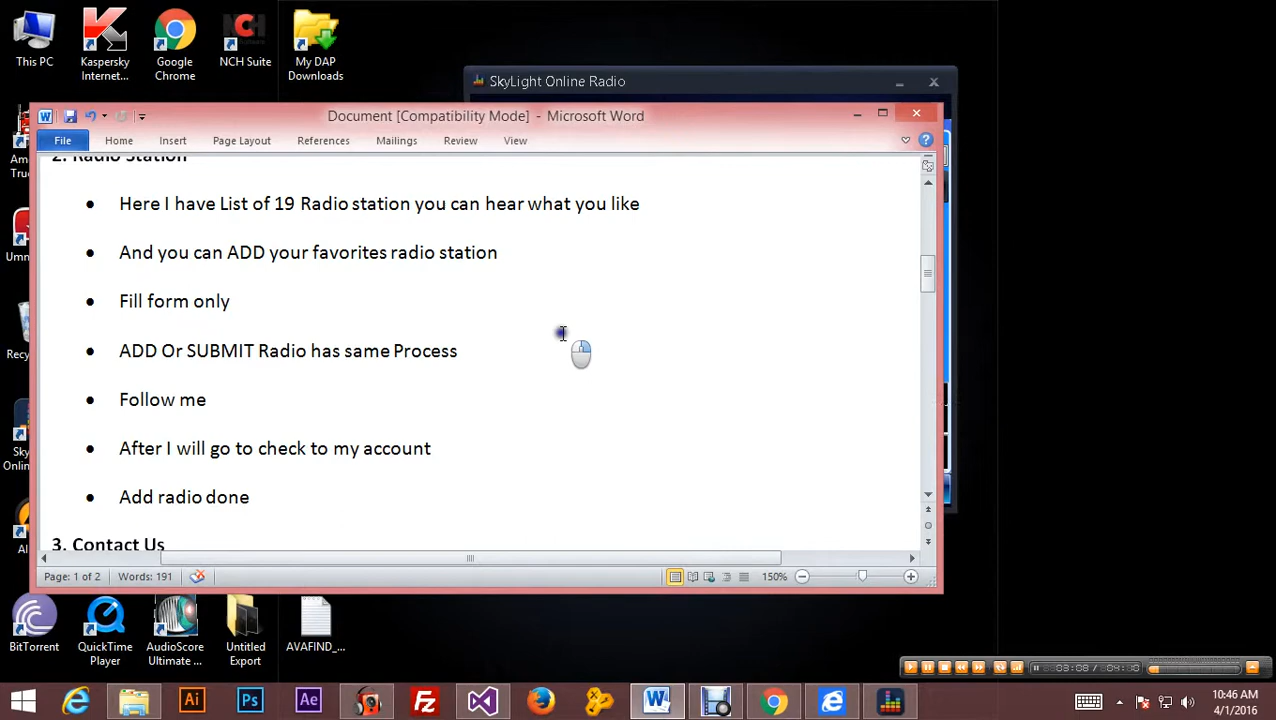 This PC
Kaspersky Internet...
Google Chrome
NCH Suite
NCH
My DAP Downloads
SkyLight Online Radio
Document [Compatibility Mode] - Microsoft Word
File Home Insert Page Layout References Mailings Review View
2. Radio Station
Here I have List of 19 Radio station you can hear what you like
And you can ADD your favorites radio station
Fill form only
ADD Or SUBMIT Radio has same Process
Follow me
After I will go to check to my account
Add radio done
3. Contact Us
Page: 1 of 2 Words: 191 150%
BitTorrent
QuickTime Player
AudioScore Ultimate ...
Untitled Export
AVAFIND_...
Ai Ps Ae Fz
10:46 AM
4/1/2016